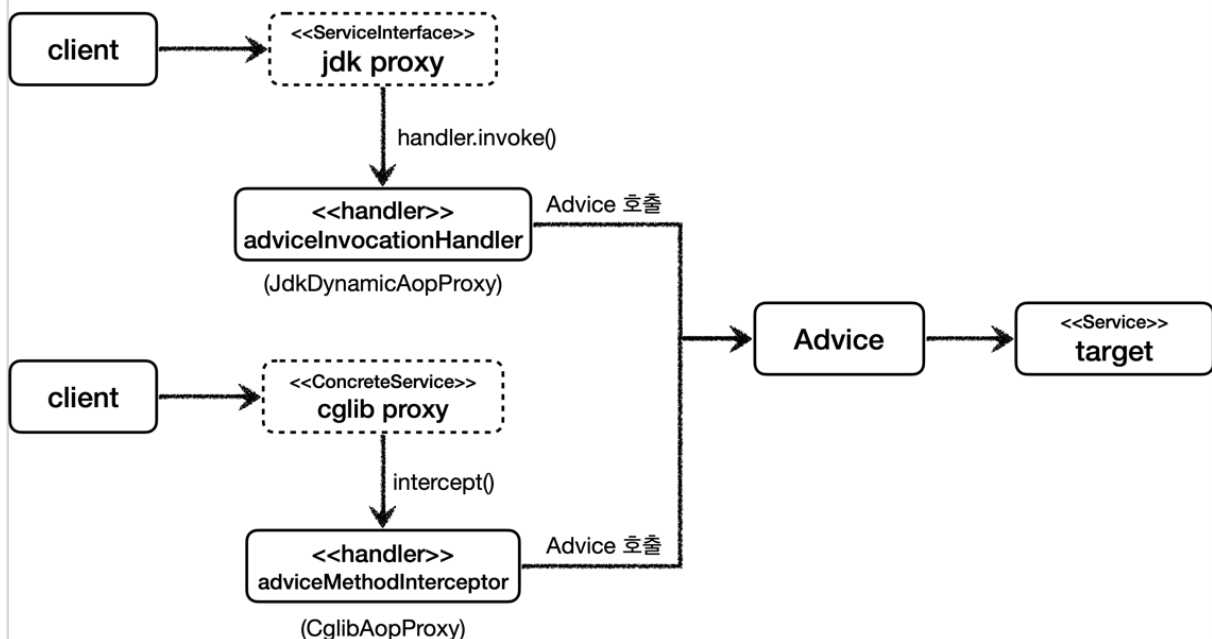 client
<<ServiceInterface>>
jdk proxy
handler.invoke()
<<handler>>
adviceInvocationHandler
(JdkDynamicAopProxy)
Advice 호출
client
<<ConcreteService>>
cglib proxy
intercept()
<<handler>>
adviceMethodInterceptor
(CglibAopProxy)
Advice 호출
Advice
<<Service>>
target